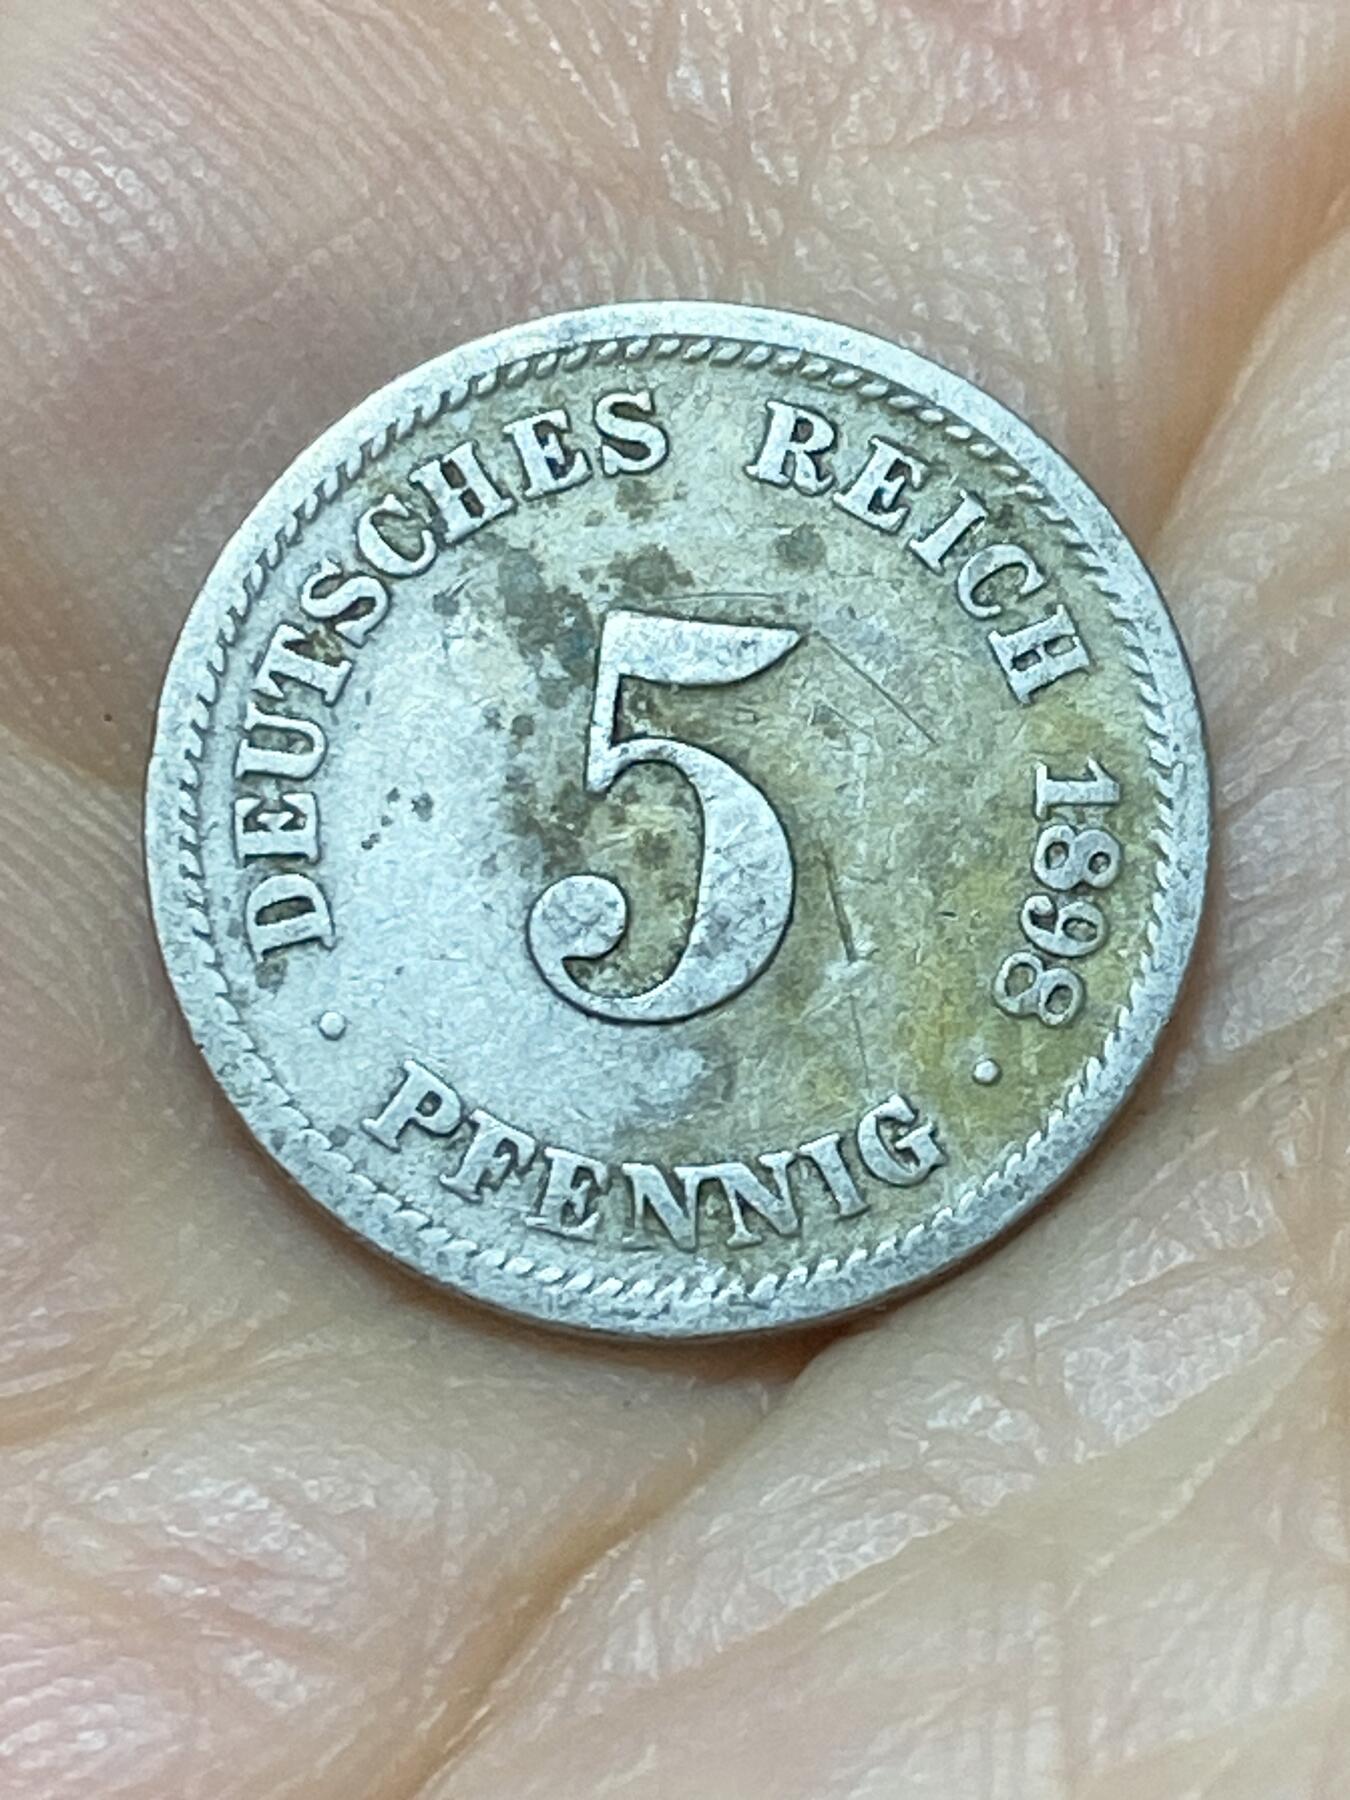 DEUTSCHES REICH 1898
5
PFENNIG